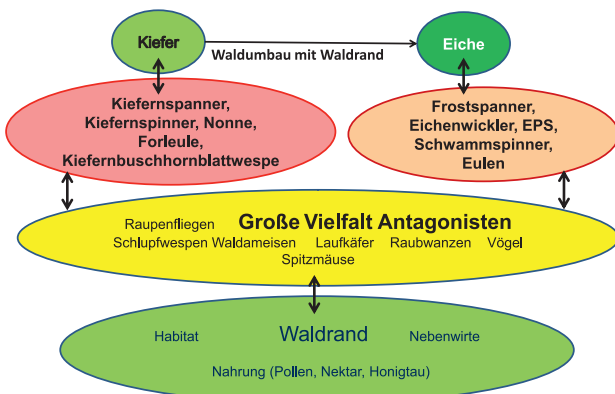 Kiefer
Waldumbau mit Waldrand
Eiche
Kiefernspanner,
Kiefernspinner, Nonne,
Forleule,
Kiefernbuschhornblattwespe
Frostspanner,
Eichenwickler, EPS,
Schwammspinner,
Eulen
Raupenfliegen Große Vielfalt Antagonisten
Schlupfwespen Waldameisen Laufkäfer Raubwanzen Vögel
Spitzmäuse
Habitat Waldrand Nebenwirte
Nahrung (Pollen, Nektar, Honigtau)